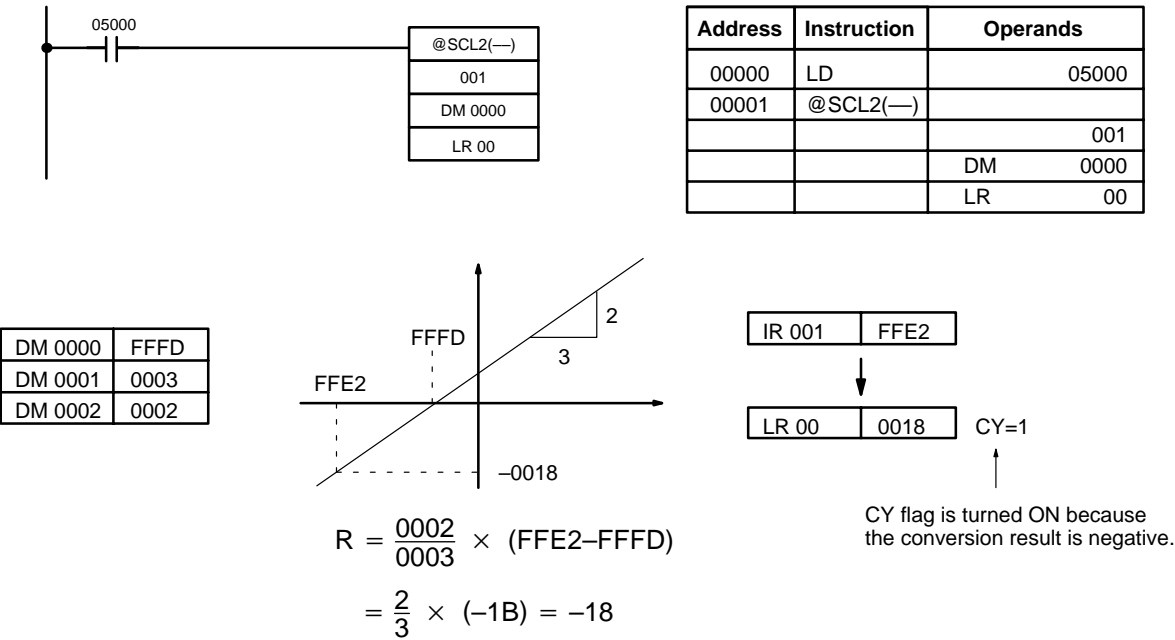 05000
@SCL2(––)
001
DM 0000
LR 00
Address Instruction Operands
00000 LD 05000
00001 @SCL2(––)
001
DM 0000
LR 00
DM 0000 FFFD
DM 0001 0003
DM 0002 0002
FFFD
FFE2
2
3
–0018
R = 0002/0003 × (FFE2–FFFD)
= 2/3 × (–1B) = –18
IR 001 FFE2
LR 00 0018 CY=1
CY flag is turned ON because
the conversion result is negative.